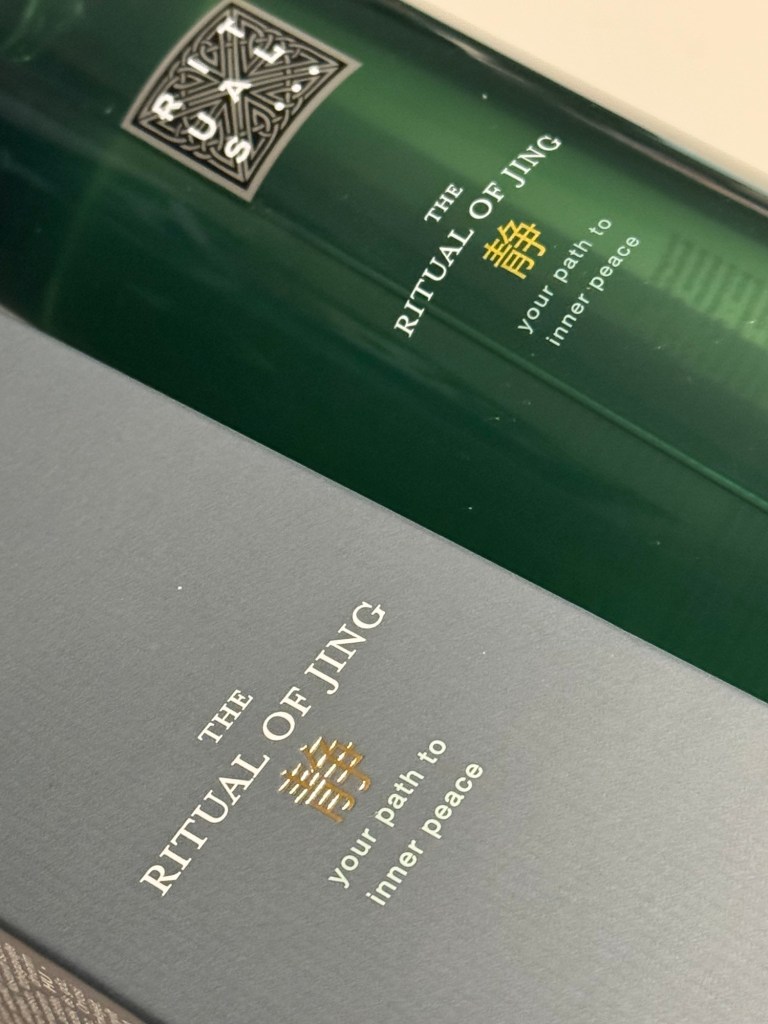 RIT
UAL
S...
THE
RITUAL OF JING
静
your path to
inner peace
THE
RITUAL OF JING
静
your path to
inner peace